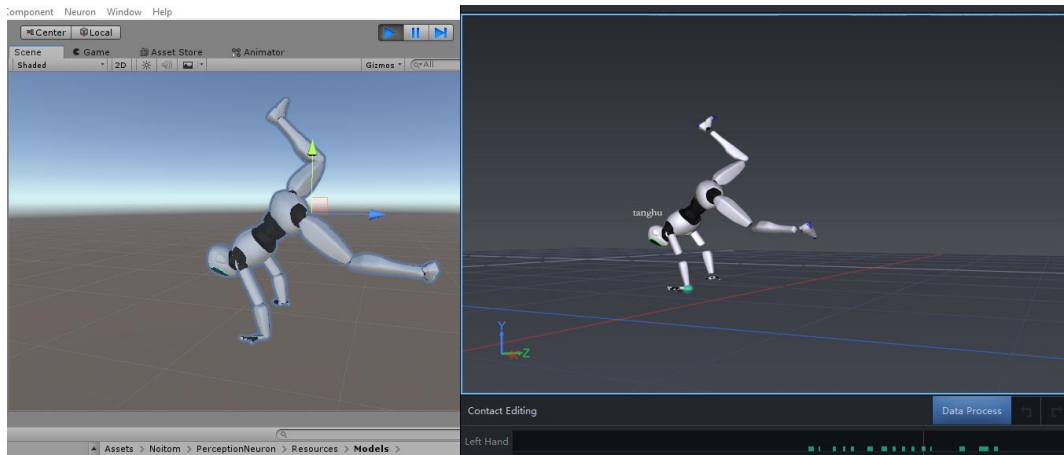 Component Neuron Window Help
Center Local
Scene Game Asset Store Animator
Shaded 2D Gizmos All
Assets > Noitom > PerceptionNeuron > Resources > Models >
tanghu
Y
Z
Contact Editing Data Process
Left Hand